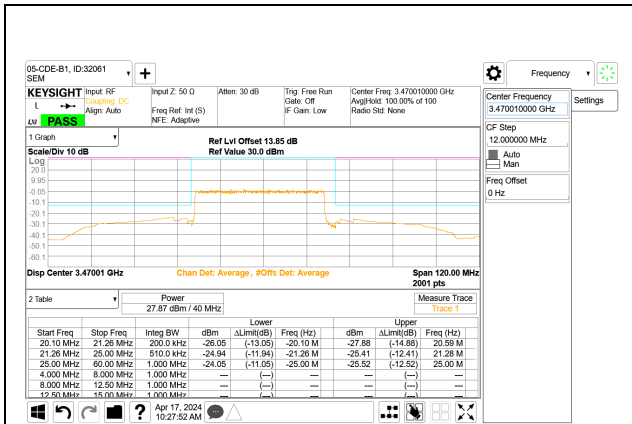 05-CDE-B1, ID:32061
SEM
Frequency
KEYSIGHT
L
LXI
PASS
Input: RF
Coupling: DC
Align: Auto
Input Z: 50 Ω
Freq Ref: Int (S)
NFE: Adaptive
Atten: 30 dB
Trig: Free Run
Gate: Off
IF Gain: Low
Center Freq: 3.470010000 GHz
Avg|Hold: 100.00% of 100
Radio Std: None
Center Frequency
3.470010000 GHz
Settings
CF Step
12.000000 MHz
Auto
Man
Freq Offset
0 Hz
1 Graph
Scale/Div 10 dB
Ref Lvl Offset 13.85 dB
Ref Value 30.0 dBm
Log
20.0
9.95
-0.05
-10.1
-20.1
-30.1
-40.1
-50.1
-60.1
Disp Center 3.47001 GHz
Chan Det: Average , #Offs Det: Average
Span 120.00 MHz
2001 pts
2 Table
Power
27.87 dBm / 40 MHz
Measure Trace
Trace 1
Lower Upper
Start Freq Stop Freq Integ BW dBm ΔLimit(dB) Freq (Hz) dBm ΔLimit(dB) Freq (Hz)
20.10 MHz 21.26 MHz 200.0 kHz -26.05 (-13.05) -20.10 M -27.88 (-14.88) 20.59 M
21.26 MHz 25.00 MHz 510.0 kHz -24.94 (-11.94) -21.26 M -25.41 (-12.41) 21.28 M
25.00 MHz 60.00 MHz 1.000 MHz -24.05 (-11.05) -25.00 M -25.52 (-12.52) 25.00 M
4.000 MHz 8.000 MHz 1.000 MHz --- (---) --- --- (---) ---
8.000 MHz 12.50 MHz 1.000 MHz --- (---) --- --- (---) ---
12.50 MHz 15.00 MHz 1.000 MHz --- (---) --- --- (---) ---
?
Apr 17, 2024
10:27:52 AM